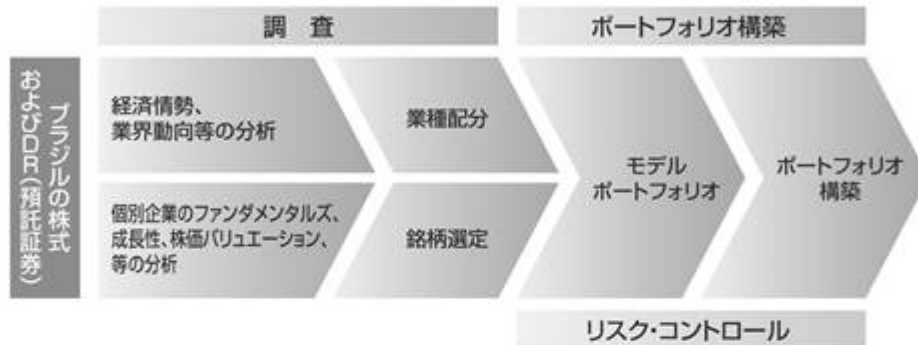 調 査
ポートフォリオ構築
ブラジルの株式
およびDR(預託証券)
経済情勢、
業界動向等の分析
業種配分
個別企業のファンダメンタルズ、
成長性、株価バリュエーション、
等の分析
銘柄選定
モデル
ポートフォリオ
ポートフォリオ
構築
リスク・コントロール